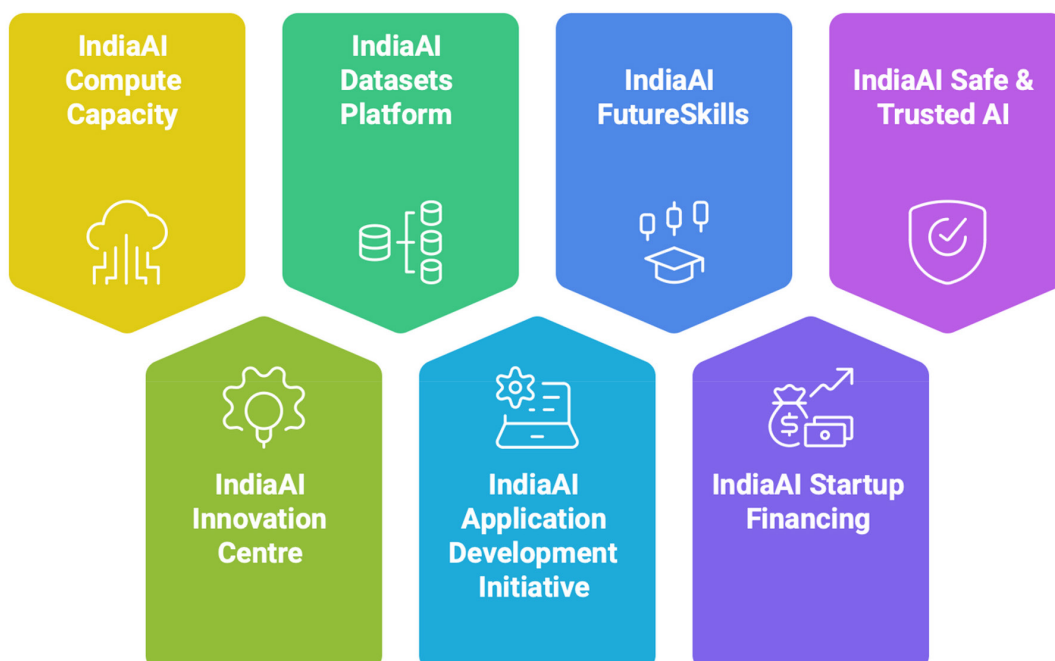 IndiaAI
Compute
Capacity
IndiaAI
Datasets
Platform
IndiaAI
FutureSkills
IndiaAI Safe &
Trusted AI
$
IndiaAI
Innovation
Centre
IndiaAI
Application
Development
Initiative
IndiaAI Startup
Financing